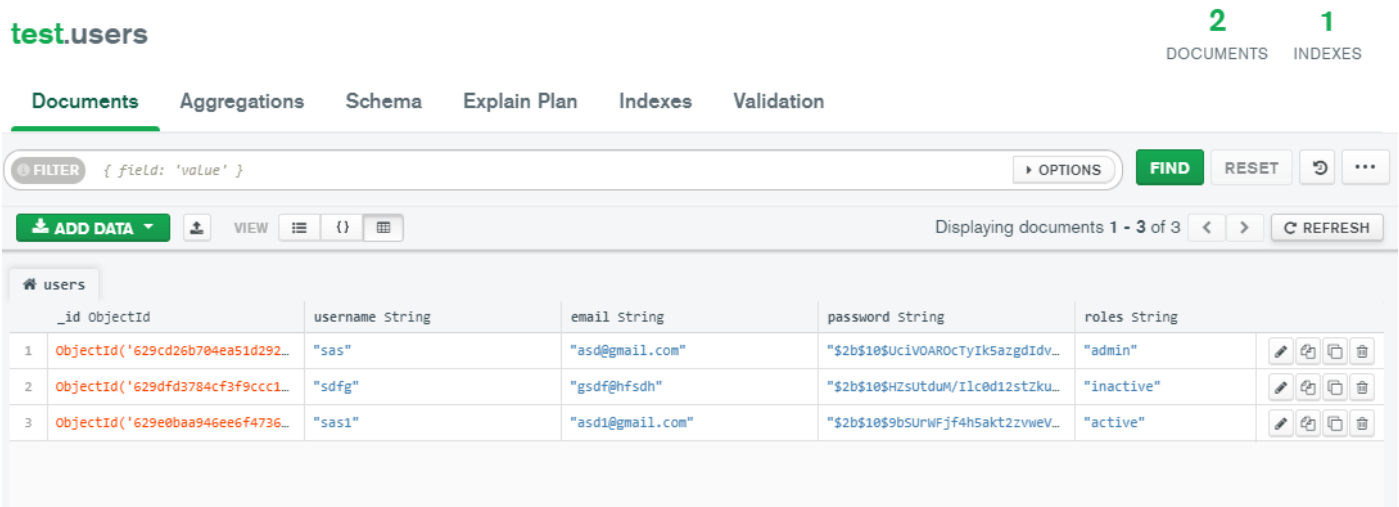 test.users
2 DOCUMENTS 1 INDEXES
Documents Aggregations Schema Explain Plan Indexes Validation
FILTER { field: 'value' } OPTIONS FIND RESET
ADD DATA VIEW {} Displaying documents 1 - 3 of 3 REFRESH
users
_id ObjectId username String email String password String roles String
1 ObjectId('629cd26b704ea51d292… "sas" "asd@gmail.com" "$2b$10$UciVOAROcTyIk5azgdIdv… "admin"
2 ObjectId('629dfd3784cf3f9ccc1… "sdfg" "gsdf@hfsdh" "$2b$10$HZsUtduM/Ilc0d12stZku… "inactive"
3 ObjectId('629e0baa946ee6f4736… "sas1" "asd1@gmail.com" "$2b$10$9bSUrWFjf4h5akt2zvweV… "active"